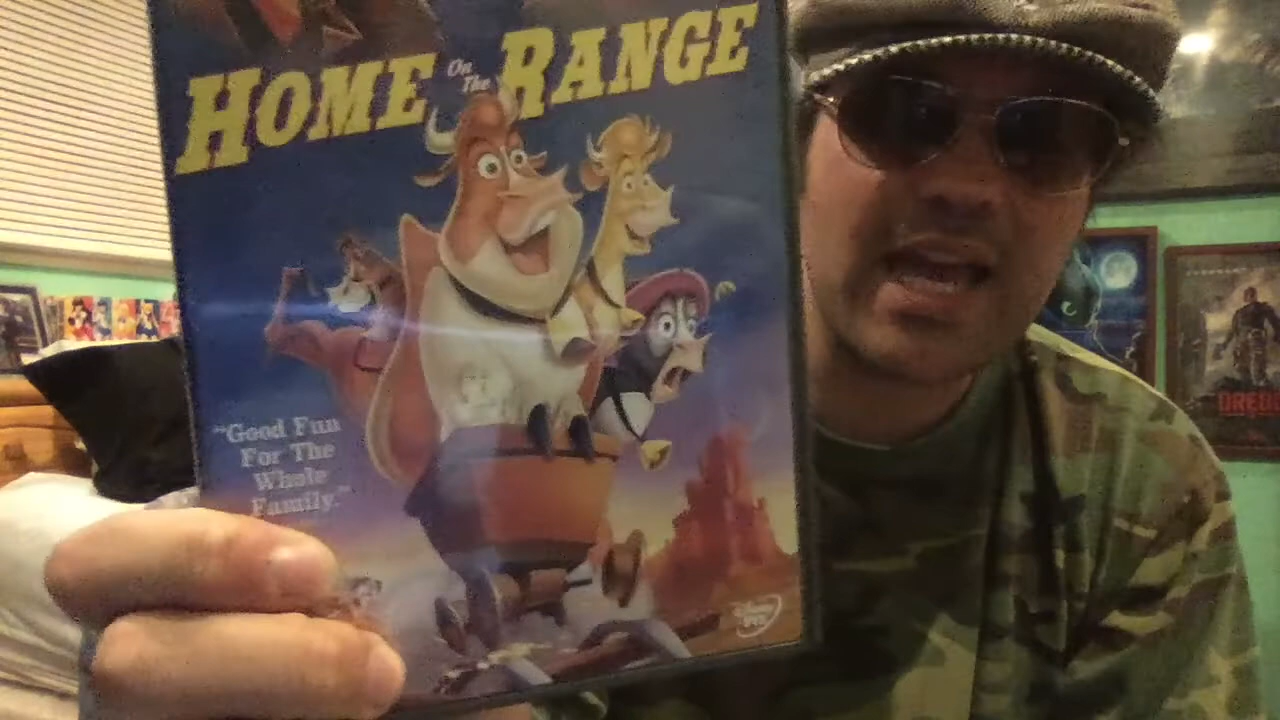 HOME On The RANGE
"Good Fun
For The
Whole
Family."
Disney
DVD
DREDD